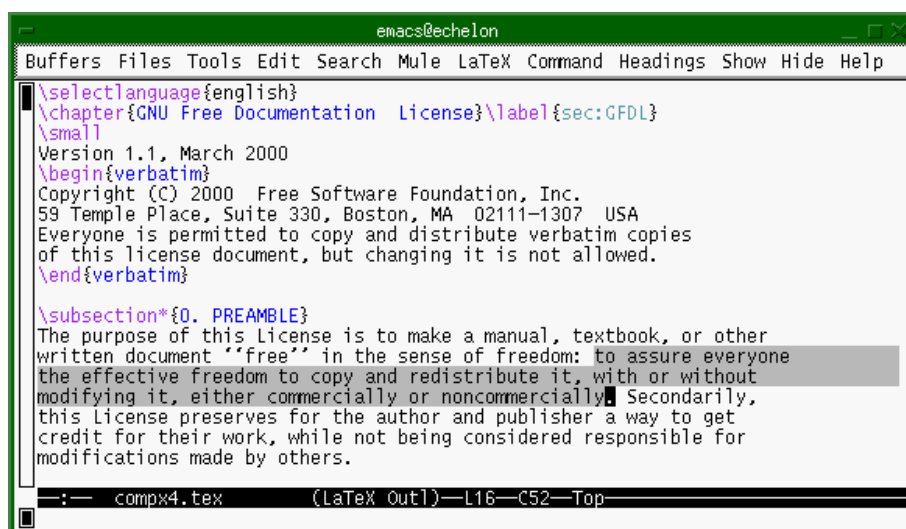 emacs@echelon
Buffers Files Tools Edit Search Mule LaTeX Command Headings Show Hide Help
\selectlanguage{english}
\chapter{GNU Free Documentation  License}\label{sec:GFDL}
\small
Version 1.1, March 2000
\begin{verbatim}
Copyright (C) 2000  Free Software Foundation, Inc.
59 Temple Place, Suite 330, Boston, MA  02111-1307  USA
Everyone is permitted to copy and distribute verbatim copies
of this license document, but changing it is not allowed.
\end{verbatim}
\subsection*{0. PREAMBLE}
The purpose of this License is to make a manual, textbook, or other
written document ‘‘free’’ in the sense of freedom: to assure everyone
the effective freedom to copy and redistribute it, with or without
modifying it, either commercially or noncommercially. Secondarily,
this License preserves for the author and publisher a way to get
credit for their work, while not being considered responsible for
modifications made by others.
—:—  compx4.tex        (LaTeX Outl)—L16—C52—Top—